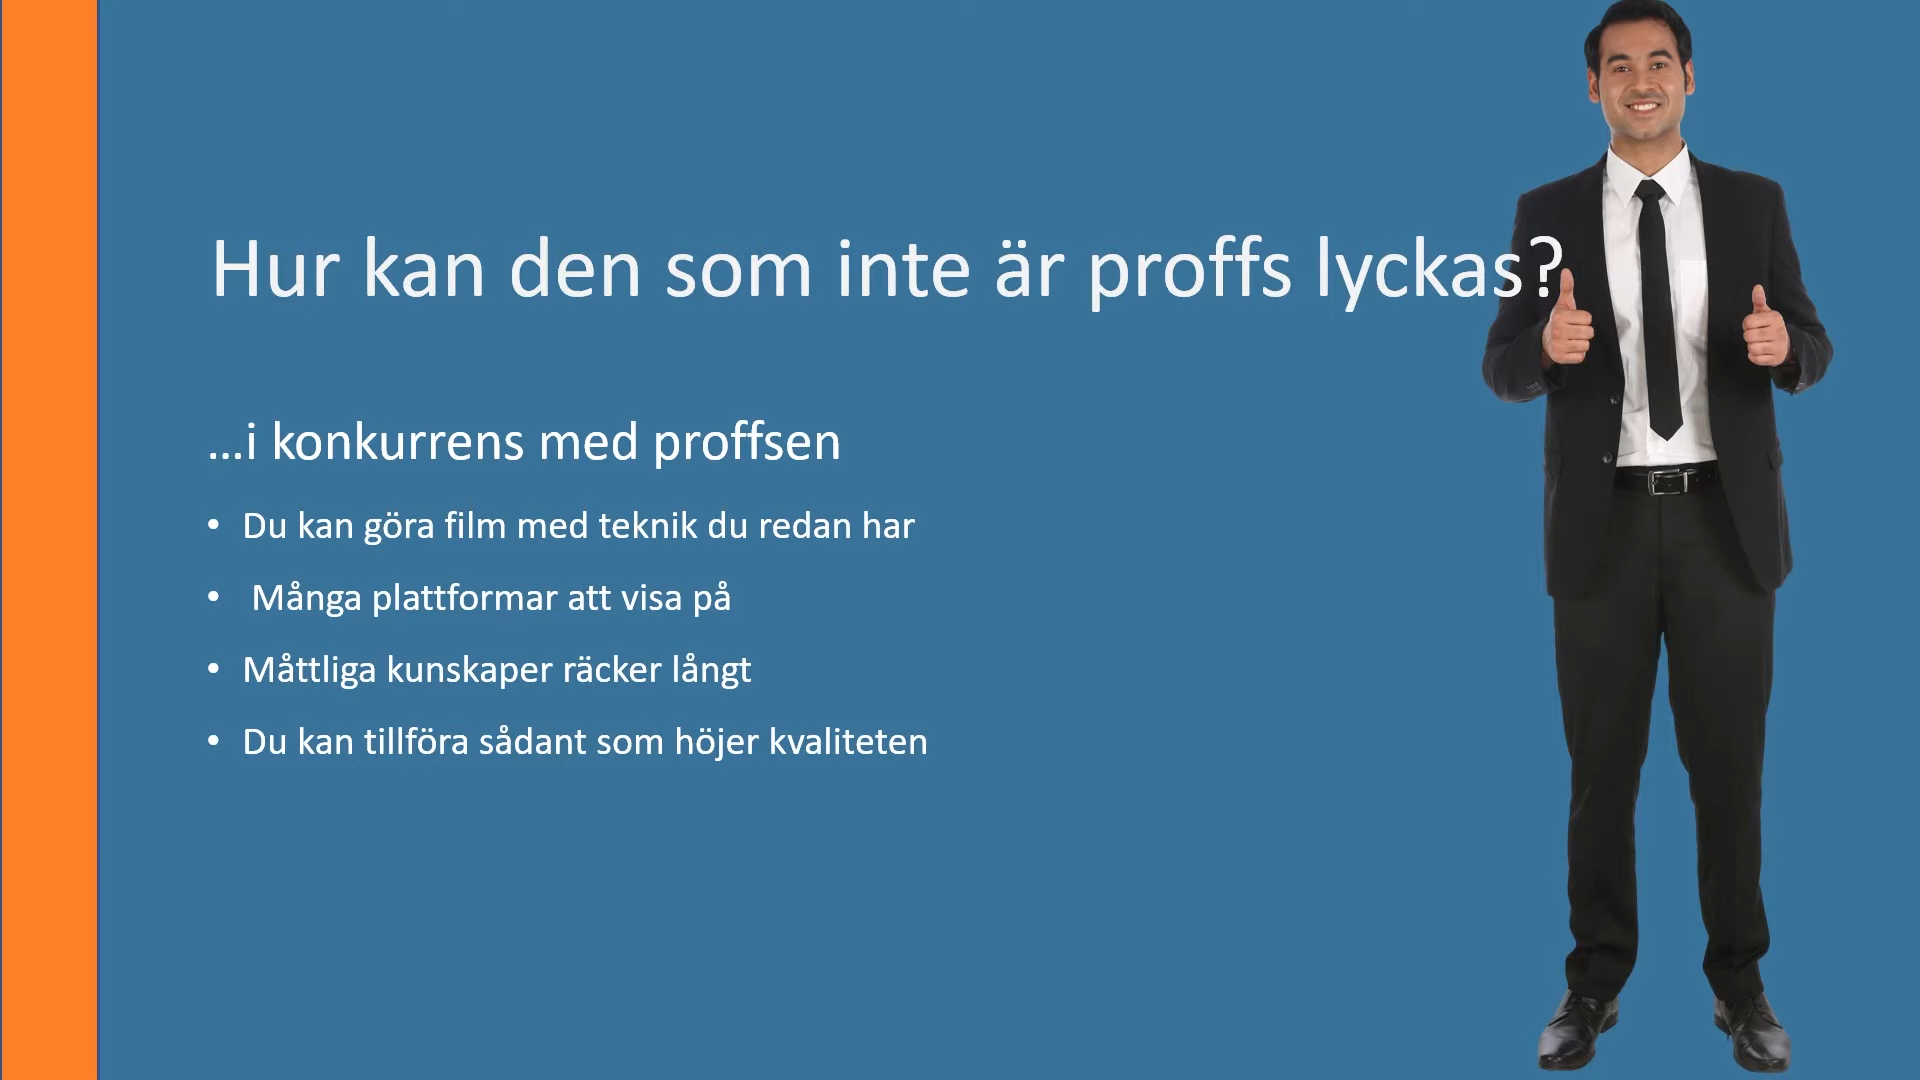 Hur kan den som inte är proffs lyckas?
...i konkurrens med proffsen
• Du kan göra film med teknik du redan har
• Många plattformar att visa på
• Måttliga kunskaper räcker långt
• Du kan tillföra sådant som höjer kvaliteten